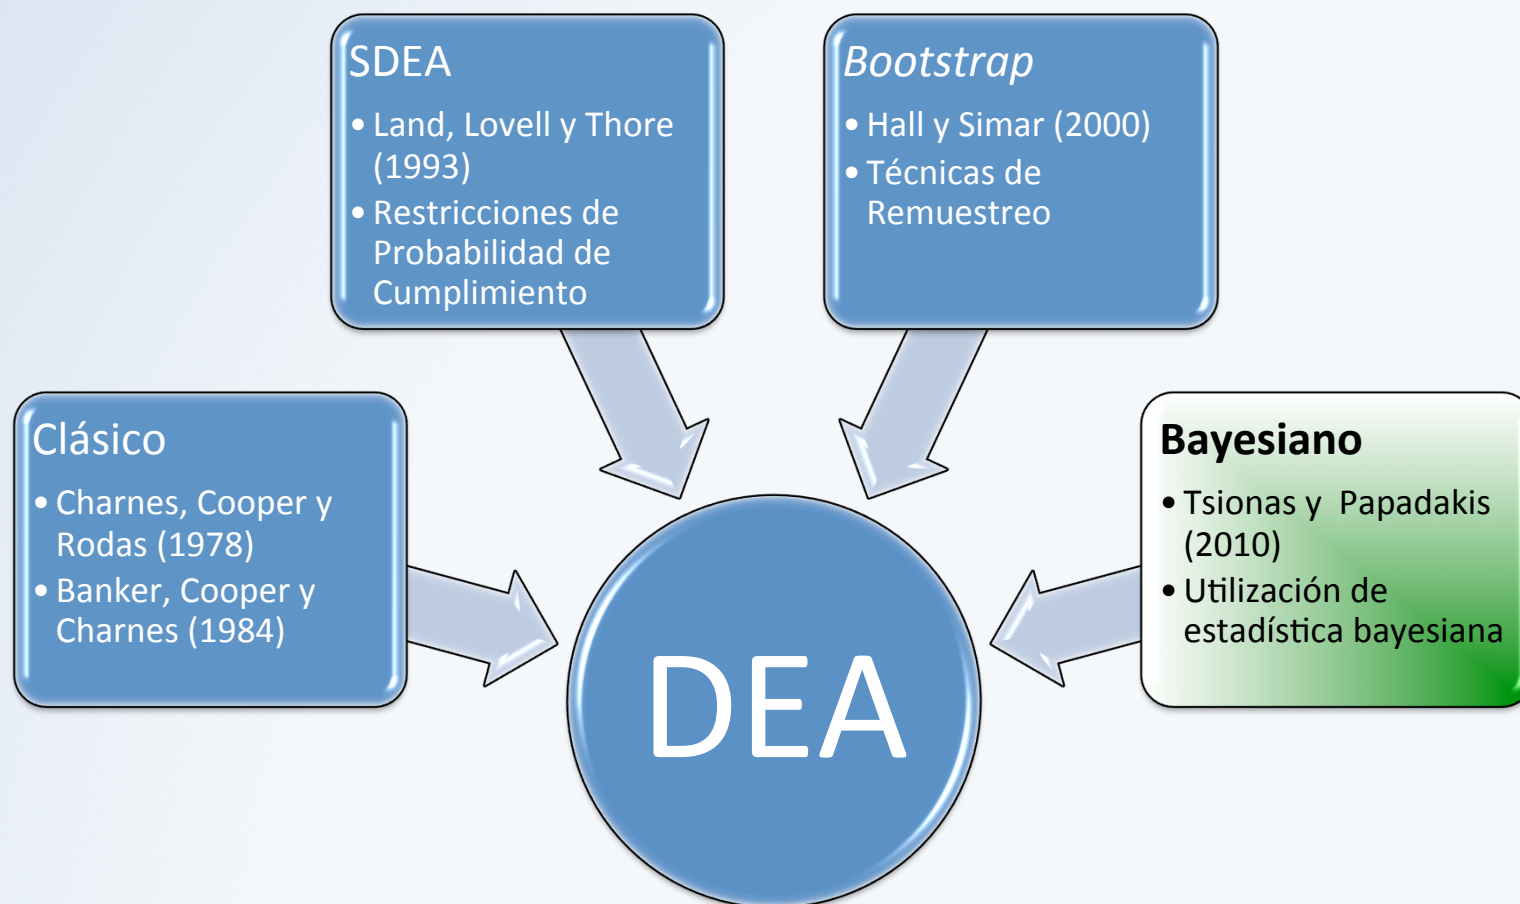 SDEA
• Land, Lovell y Thore
(1993)
• Restricciones de
Probabilidad de
Cumplimiento
Bootstrap
• Hall y Simar (2000)
• Técnicas de
Remuestreo
Clásico
• Charnes, Cooper y
Rodas (1978)
• Banker, Cooper y
Charnes (1984)
Bayesiano
• Tsionas y Papadakis
(2010)
• Utilización de
estadística bayesiana
DEA